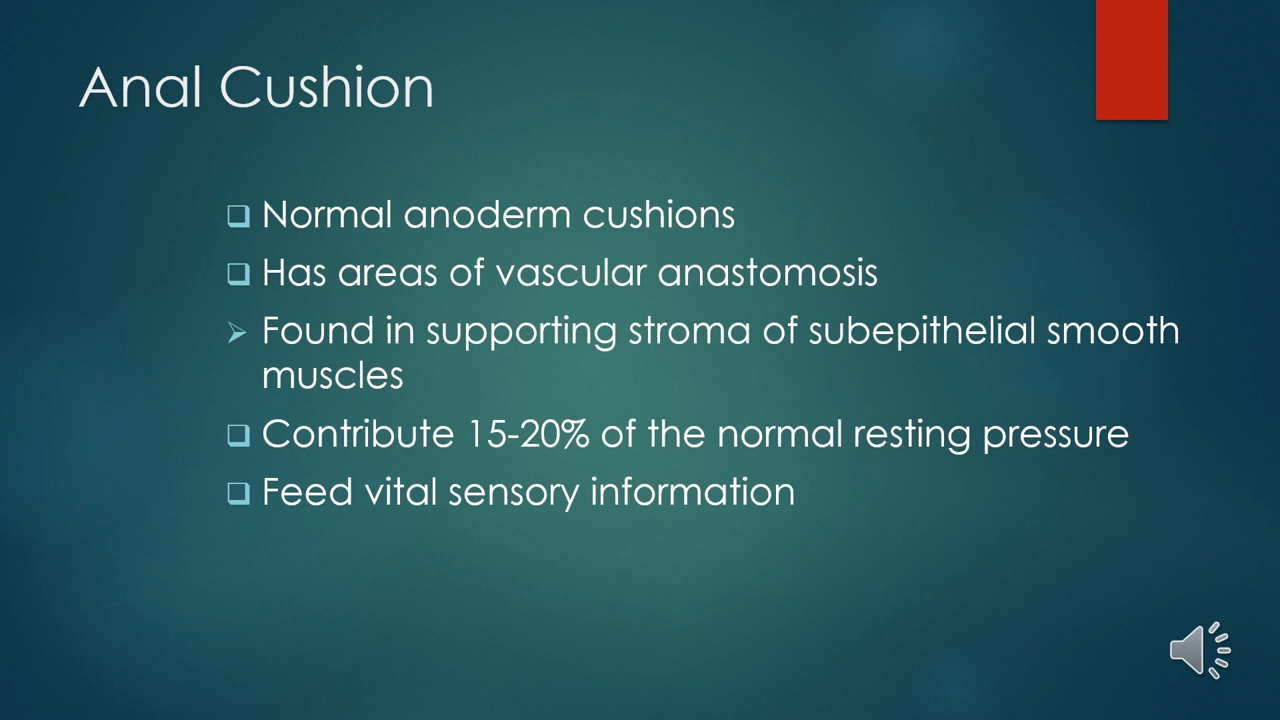 Anal Cushion
Normal anoderm cushions
Has areas of vascular anastomosis
Found in supporting stroma of subepithelial smooth
muscles
Contribute 15-20% of the normal resting pressure
Feed vital sensory information